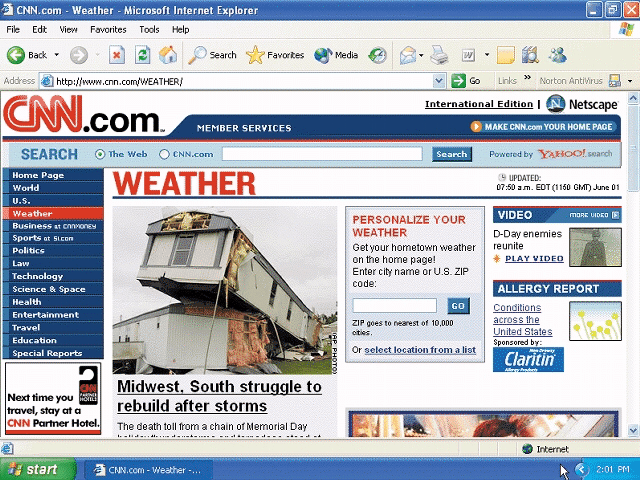 CNN.com - Weather - Microsoft Internet Explorer
File Edit View Favorites Tools Help
Back Search Favorites Media
Address http://www.cnn.com/WEATHER/ Go Links » Norton AntiVirus
CNN.com
International Edition | Netscape
MEMBER SERVICES
MAKE CNN.com YOUR HOME PAGE
SEARCH The Web CNN.com Search Powered by YAHOO! search
Home Page
World
U.S.
Weather
Business at CNNMONEY
Sports at SI.com
Politics
Law
Technology
Science & Space
Health
Entertainment
Travel
Education
Special Reports
Next time you
travel, stay at a
CNN Partner Hotel.
CNN
PARTNER
HOTELS
WEATHER
UPDATED:
07:50 a.m. EDT (1150 GMT) June 01
(AP PHOTO)
Midwest, South struggle to
rebuild after storms
The death toll from a chain of Memorial Day
PERSONALIZE YOUR
WEATHER
Get your hometown weather
on the home page!
Enter city name or U.S. ZIP
code:
GO
ZIP goes to nearest of 10,000
cities.
Or select location from a list
VIDEO MORE VIDEO
D-Day enemies
reunite
PLAY VIDEO
ALLERGY REPORT
Conditions
across the
United States
Sponsored by:
Claritin
Internet
start CNN.com - Weather -... 2:01 PM